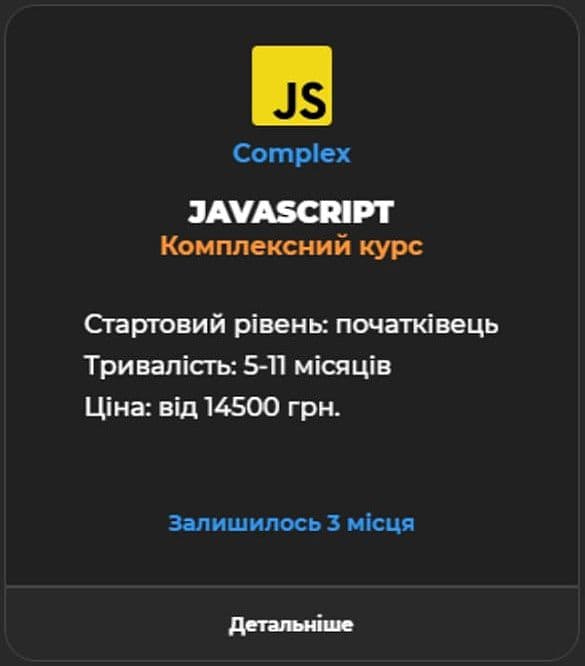 JS
Complex
JAVASCRIPT
Комплексний курс
Стартовий рівень: початківець
Тривалість: 5-11 місяців
Ціна: від 14500 грн.
Залишилось 3 місця
Детальніше